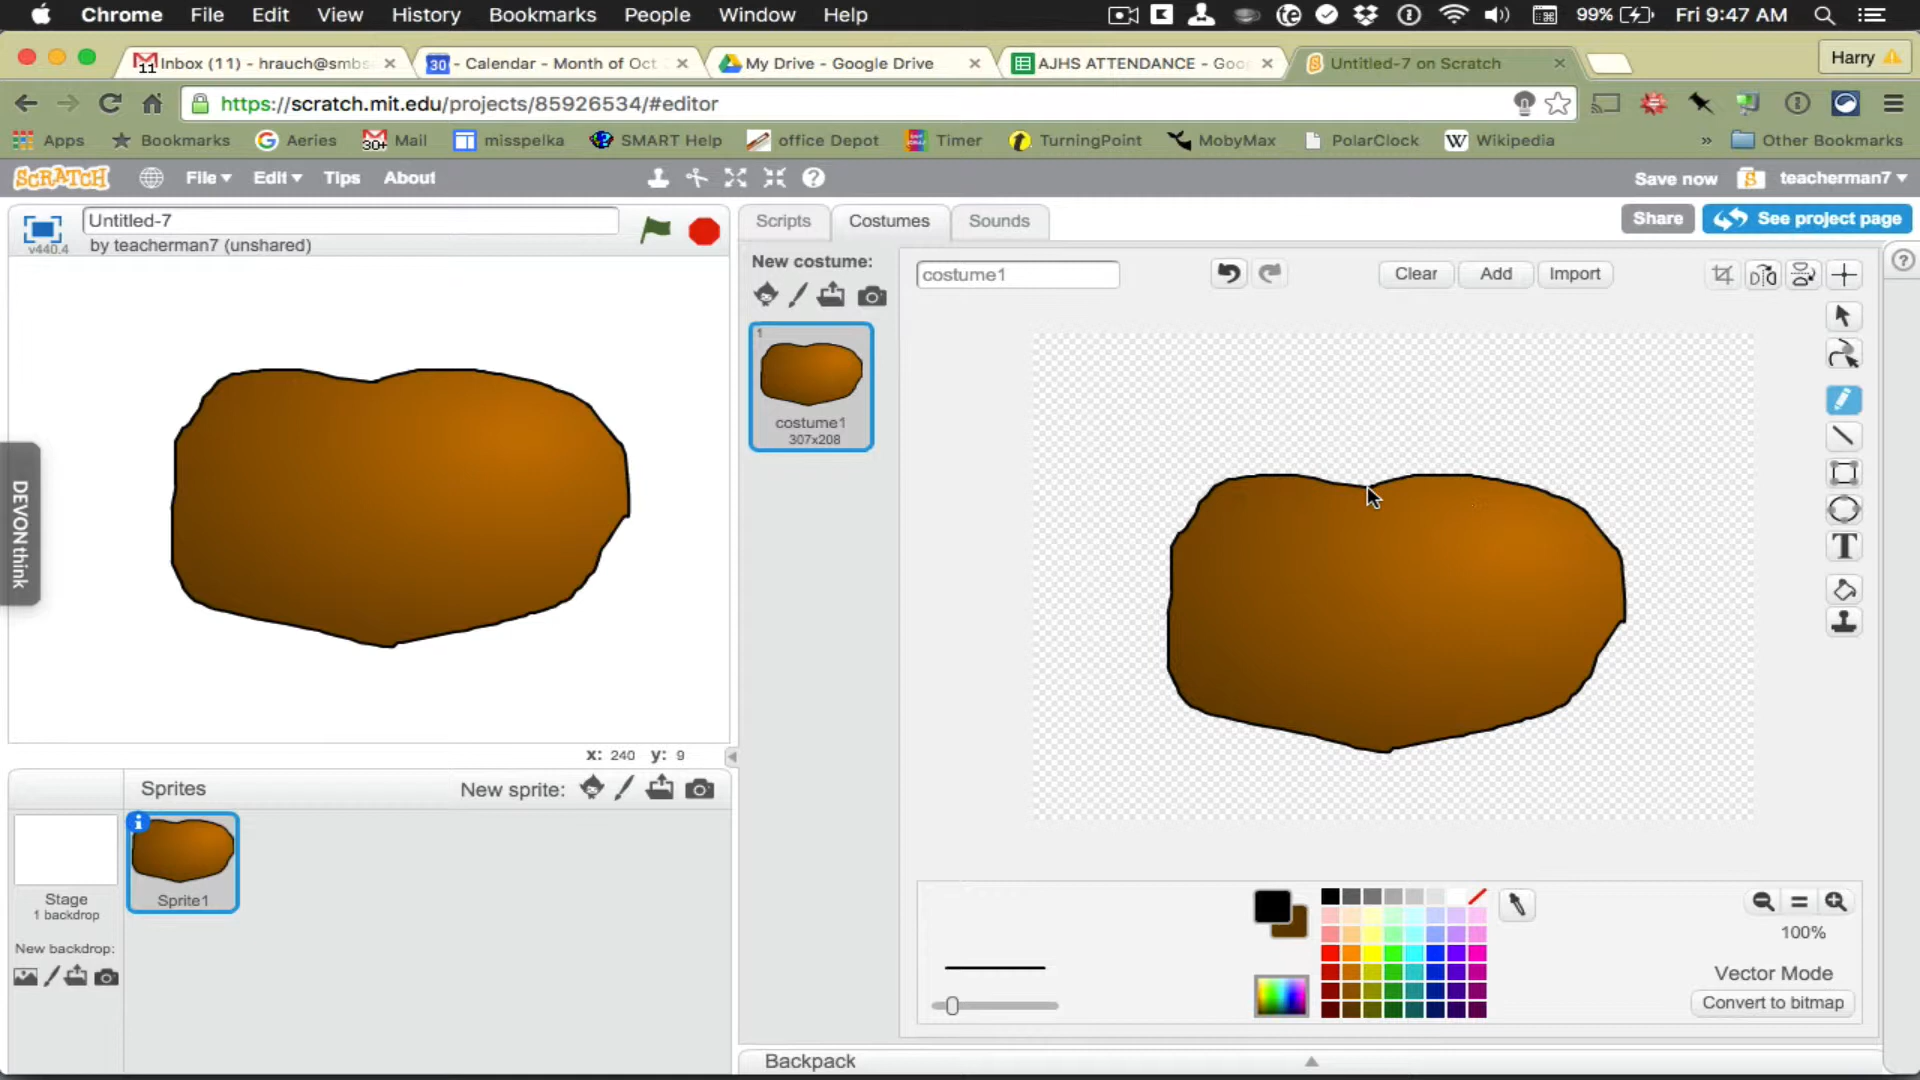 Chrome File Edit View History Bookmarks People Window Help 99% Fri 9:47 AM
11 Inbox (11) - hrauch@smbs 30 - Calendar - Month of Oct My Drive - Google Drive AJHS ATTENDANCE - Goo Untitled-7 on Scratch Harry
https://scratch.mit.edu/projects/85926534/#editor
Apps Bookmarks Aeries 30+ Mail misspelka SMART Help office Depot Timer TurningPoint MobyMax PolarClock W Wikipedia » Other Bookmarks
SCRATCH File Edit Tips About Save now teacherman7
Untitled-7
v440.4 by teacherman7 (unshared)
Scripts Costumes Sounds Share See project page
New costume:
costume1 Clear Add Import
1
costume1
307x208
DEVONthink
T
x: 240 y: 9
Sprites New sprite:
Sprite1
Stage
1 backdrop
New backdrop:
100%
Vector Mode
Convert to bitmap
Backpack